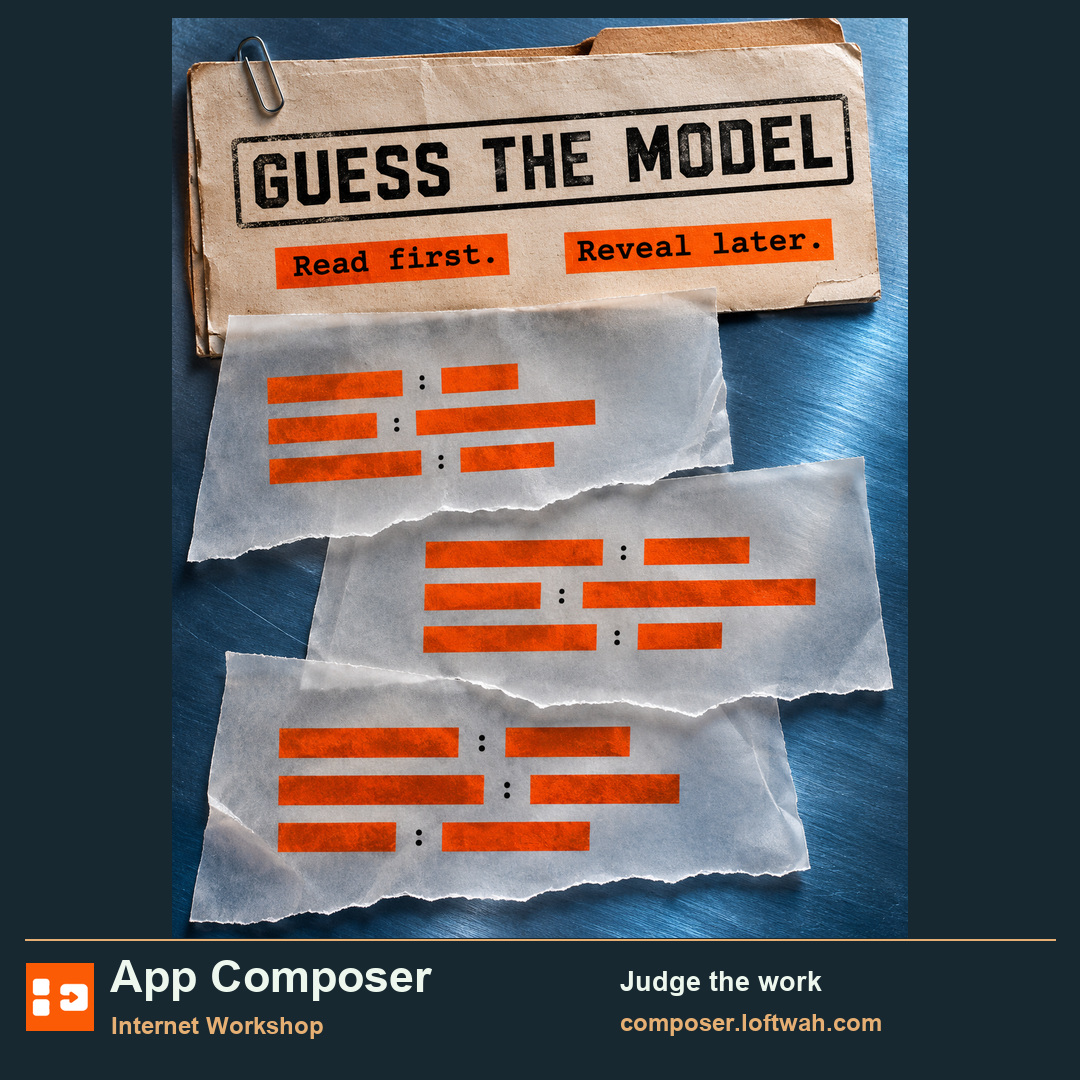 GUESS THE MODEL
Read first. Reveal later.
:
:
:
:
:
:
:
:
:
App Composer
Internet Workshop
Judge the work
composer.loftwah.com